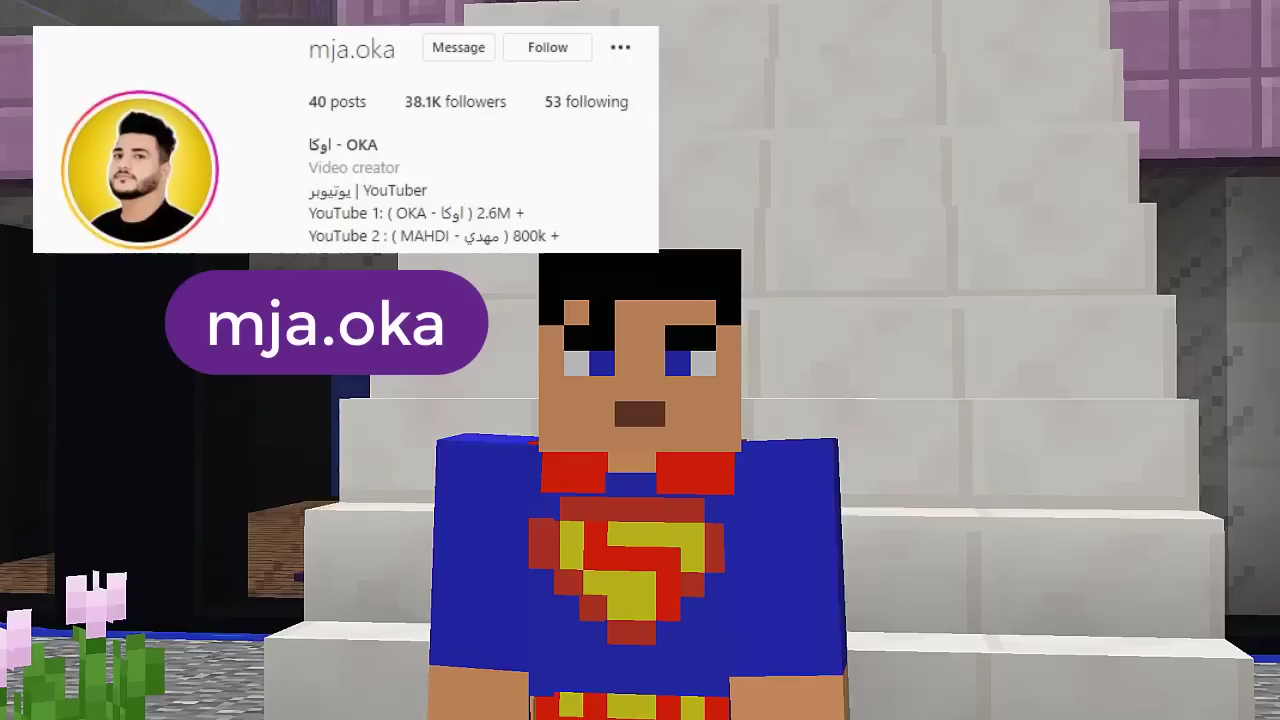 mja.oka Message Follow
40 posts 38.1K followers 53 following
اوكا - OKA
Video creator
يوتيوبر | YouTuber
YouTube 1: ( OKA - اوكا ) 2.6M +
YouTube 2 : ( MAHDI - مهدي ) 800k +
mja.oka
S